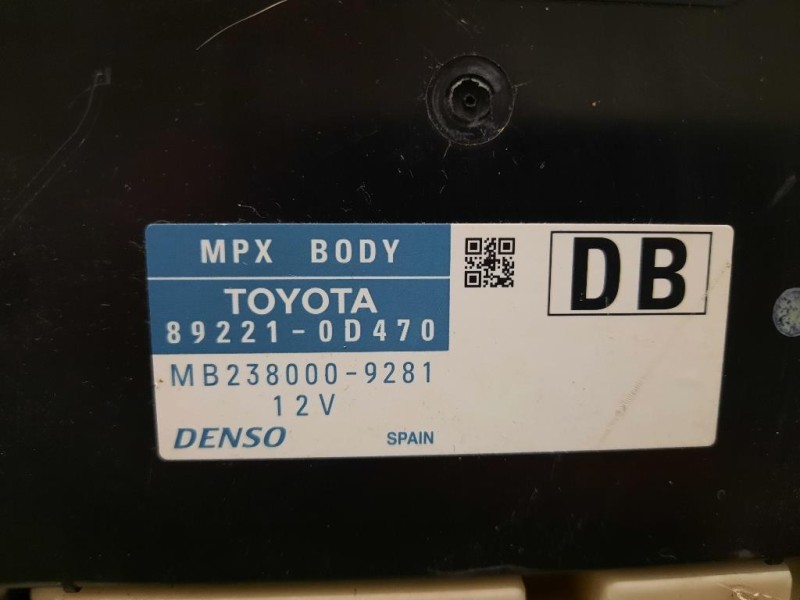 MPX BODY
TOYOTA
89221-0D470
MB238000-9281
12V
DENSO SPAIN
DB